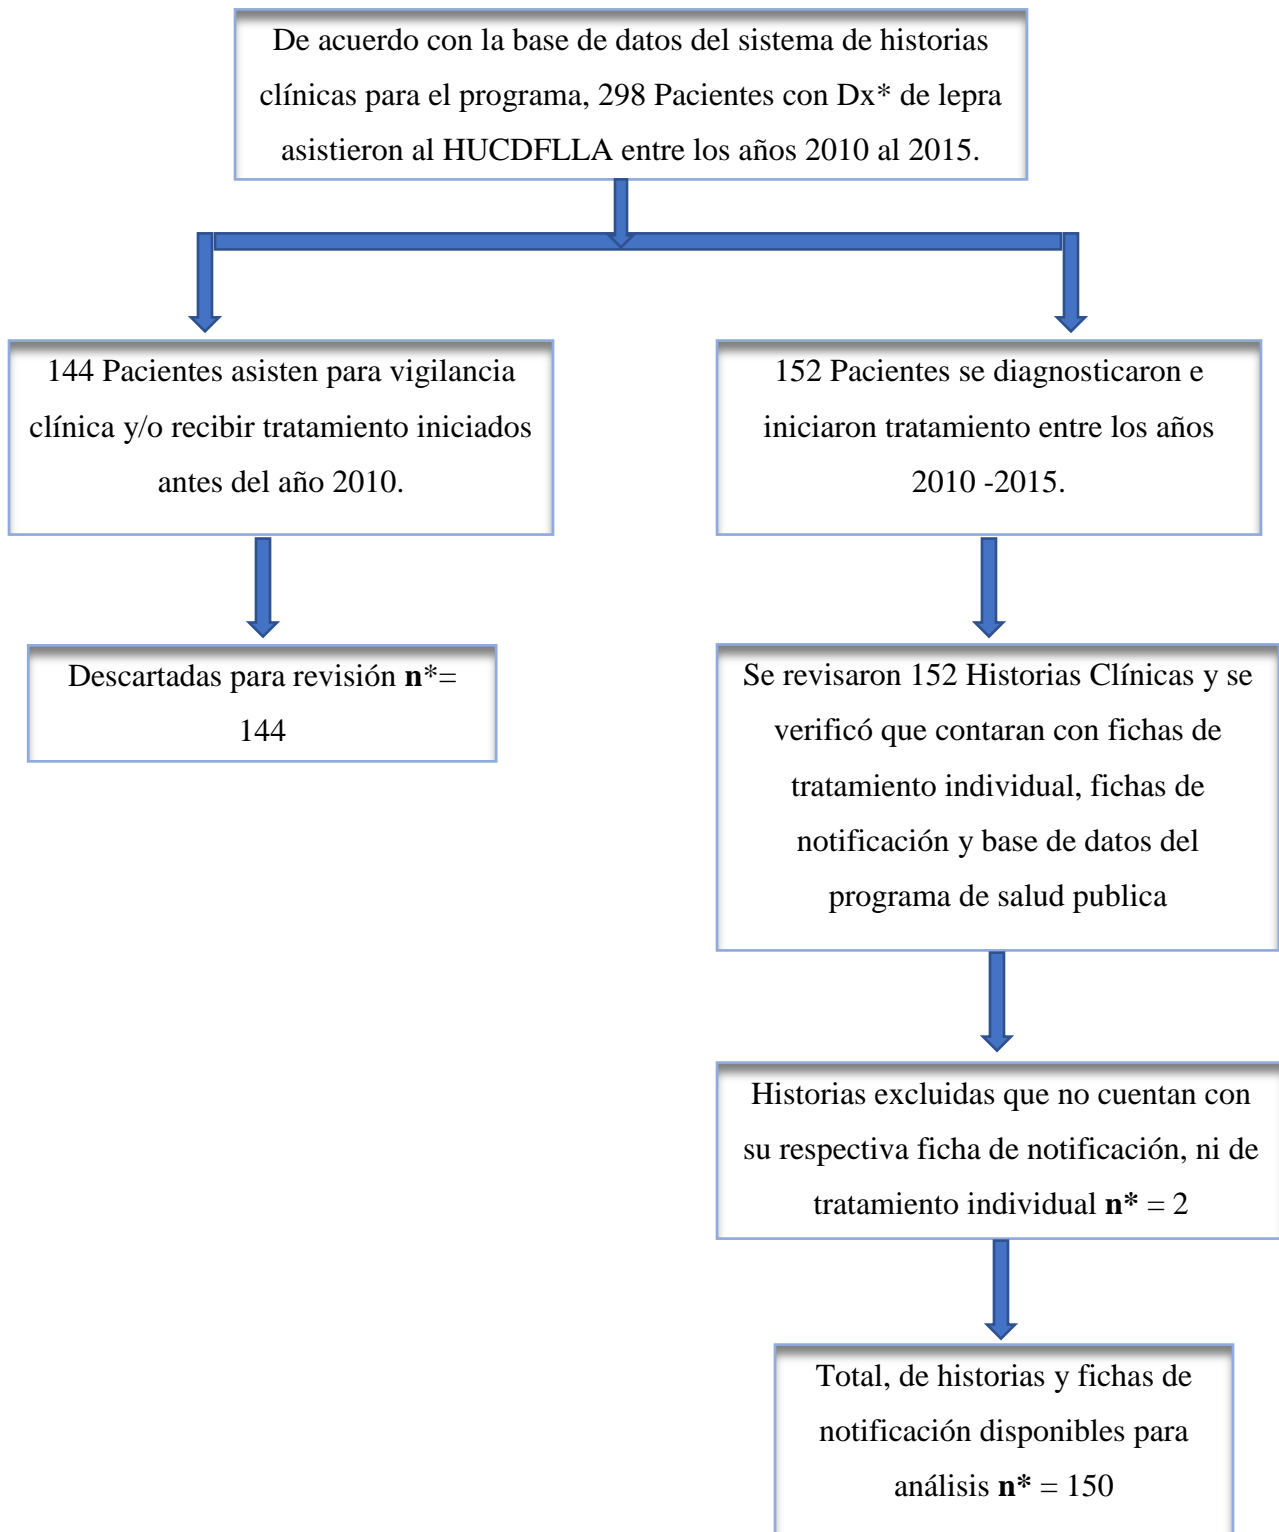 De acuerdo con la base de datos del sistema de historias
clínicas para el programa, 298 Pacientes con Dx* de lepra
asistieron al HUCDFLLA entre los años 2010 al 2015.
144 Pacientes asisten para vigilancia
clínica y/o recibir tratamiento iniciados
antes del año 2010.
152 Pacientes se diagnosticaron e
iniciaron tratamiento entre los años
2010 -2015.
Descartadas para revisión n*=
144
Se revisaron 152 Historias Clínicas y se
verificó que contaran con fichas de
tratamiento individual, fichas de
notificación y base de datos del
programa de salud publica
Historias excluidas que no cuentan con
su respectiva ficha de notificación, ni de
tratamiento individual n* = 2
Total, de historias y fichas de
notificación disponibles para
análisis n* = 150